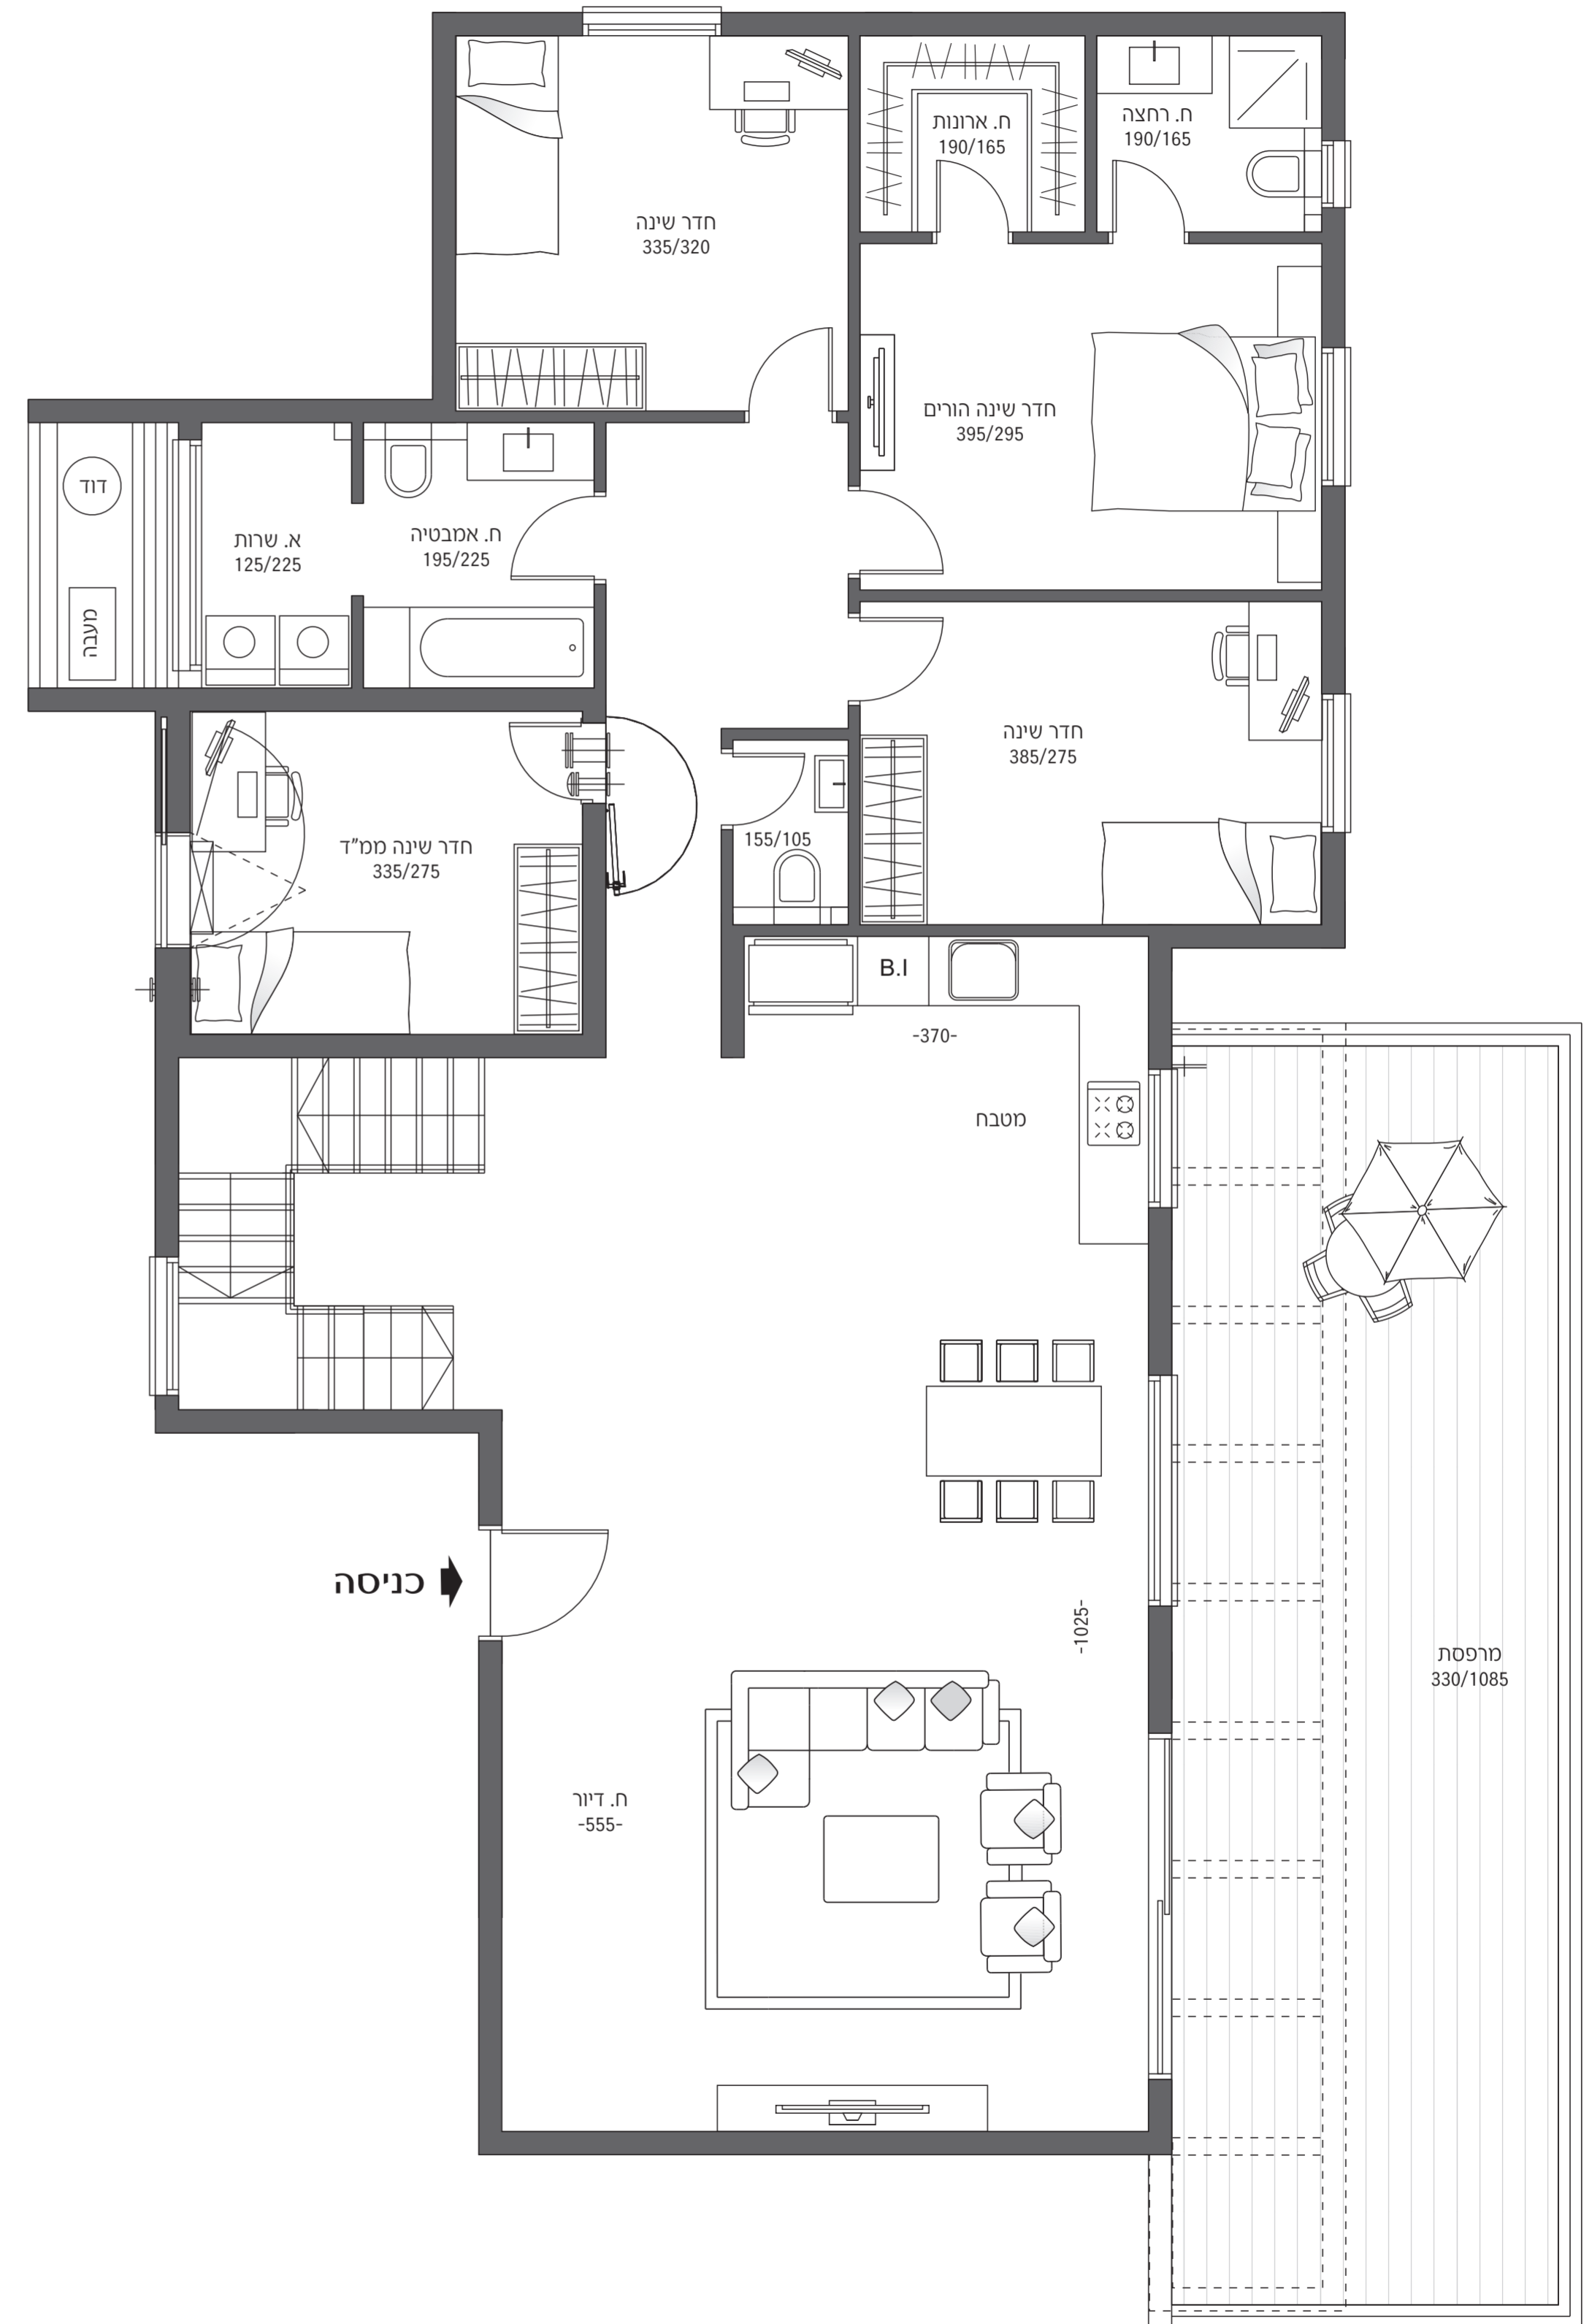 ח. ארונות
190/165
ח. רחצה
190/165
חדר שינה
335/320
חדר שינה הורים
395/295
דוד
א. שרות
125/225
ח. אמבטיה
195/225
מעבה
חדר שינה
385/275
חדר שינה ממ"ד
335/275
155/105
B.I
-370-
מטבח
כניסה
-1025-
מרפסת
330/1085
ח. דיור
-555-